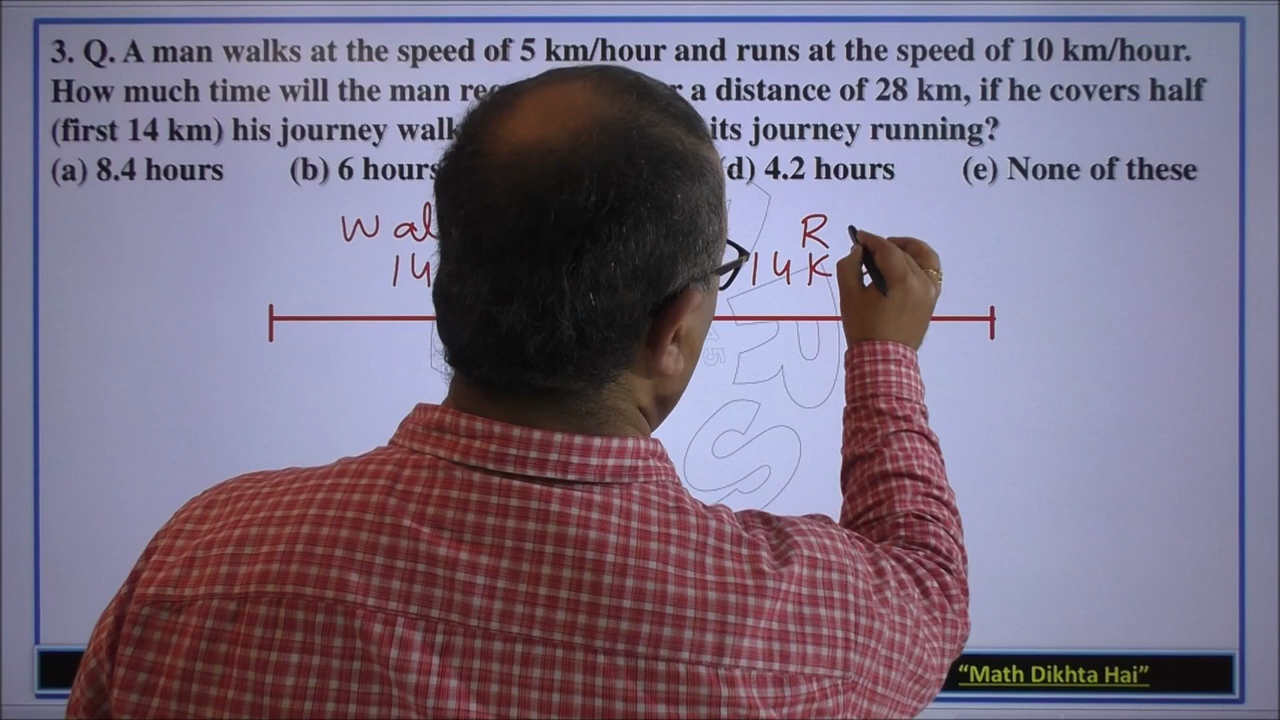 3. Q. A man walks at the speed of 5 km/hour and runs at the speed of 10 km/hour.
How much time will the man a distance of 28 km, if he covers half
(first 14 km) his journey its journey running?
(a) 8.4 hours (b) 6 hours (d) 4.2 hours (e) None of these
R
14 14 K
"Math Dikhta Hai"